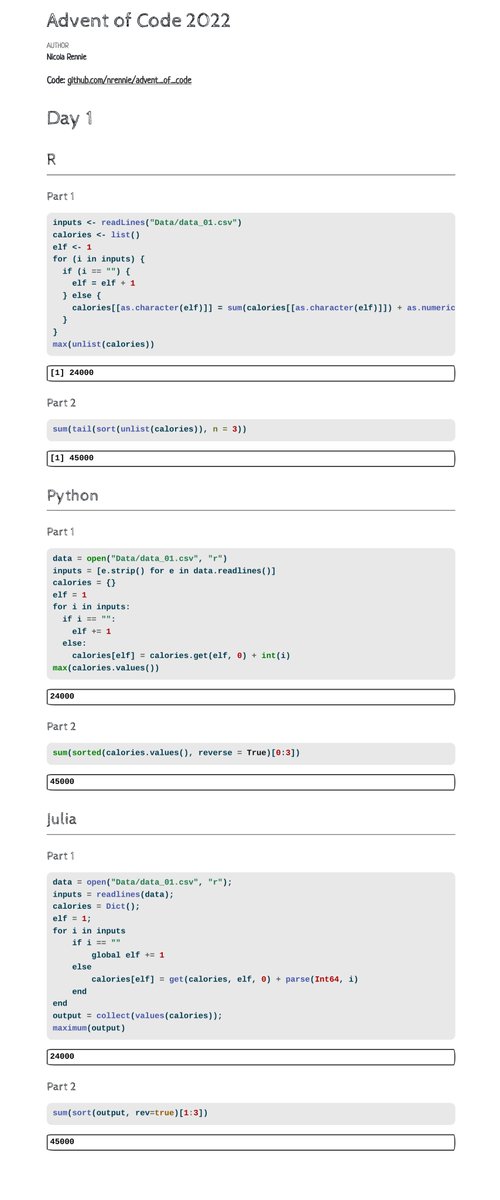 Advent of Code 2022
AUTHOR
Nicola Rennie
Code: github.com/nrennie/advent_of_code
Day 1
R
Part 1
inputs <- readLines("Data/data_01.csv")
calories <- list()
elf <- 1
for (i in inputs) {
  if (i == "") {
    elf = elf + 1
  } else {
    calories[[as.character(elf)]] = sum(calories[[as.character(elf)]]) + as.numeric
  }
}
max(unlist(calories))
[1] 24000
Part 2
sum(tail(sort(unlist(calories)), n = 3))
[1] 45000
Python
Part 1
data = open("Data/data_01.csv", "r")
inputs = [e.strip() for e in data.readlines()]
calories = {}
elf = 1
for i in inputs:
  if i == "":
    elf += 1
  else:
    calories[elf] = calories.get(elf, 0) + int(i)
max(calories.values())
24000
Part 2
sum(sorted(calories.values(), reverse = True)[0:3])
45000
Julia
Part 1
data = open("Data/data_01.csv", "r");
inputs = readlines(data);
calories = Dict();
elf = 1;
for i in inputs
    if i == ""
        global elf += 1
    else
        calories[elf] = get(calories, elf, 0) + parse(Int64, i)
    end
end
output = collect(values(calories));
maximum(output)
24000
Part 2
sum(sort(output, rev=true)[1:3])
45000